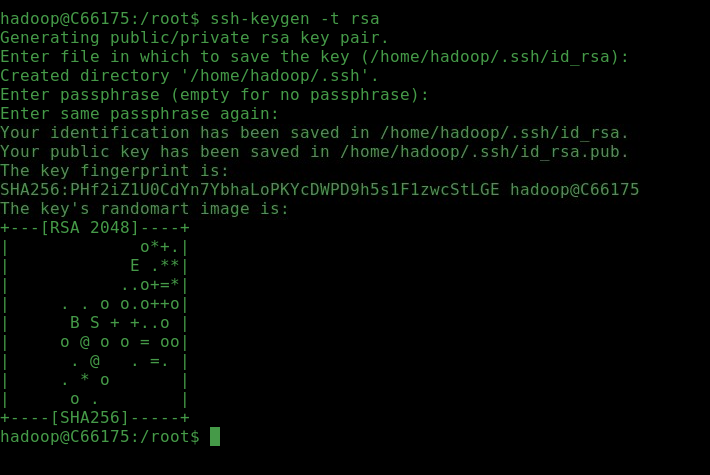 hadoop@C66175:/root$ ssh-keygen -t rsa
Generating public/private rsa key pair.
Enter file in which to save the key (/home/hadoop/.ssh/id_rsa):
Created directory '/home/hadoop/.ssh'.
Enter passphrase (empty for no passphrase):
Enter same passphrase again:
Your identification has been saved in /home/hadoop/.ssh/id_rsa.
Your public key has been saved in /home/hadoop/.ssh/id_rsa.pub.
The key fingerprint is:
SHA256:PHf2iZ1U0CdYn7YbhaLoPKYcDWPD9h5s1F1zwcStLGE hadoop@C66175
The key's randomart image is:
+---[RSA 2048]----+
|             o*+.|
|            E .**|
|           ..o+=*|
|     . . o o.o++o|
|      B S + +..o |
|     o @ o o = oo|
|      . @   . =. |
|     . * o       |
|      o .        |
+----[SHA256]-----+
hadoop@C66175:/root$